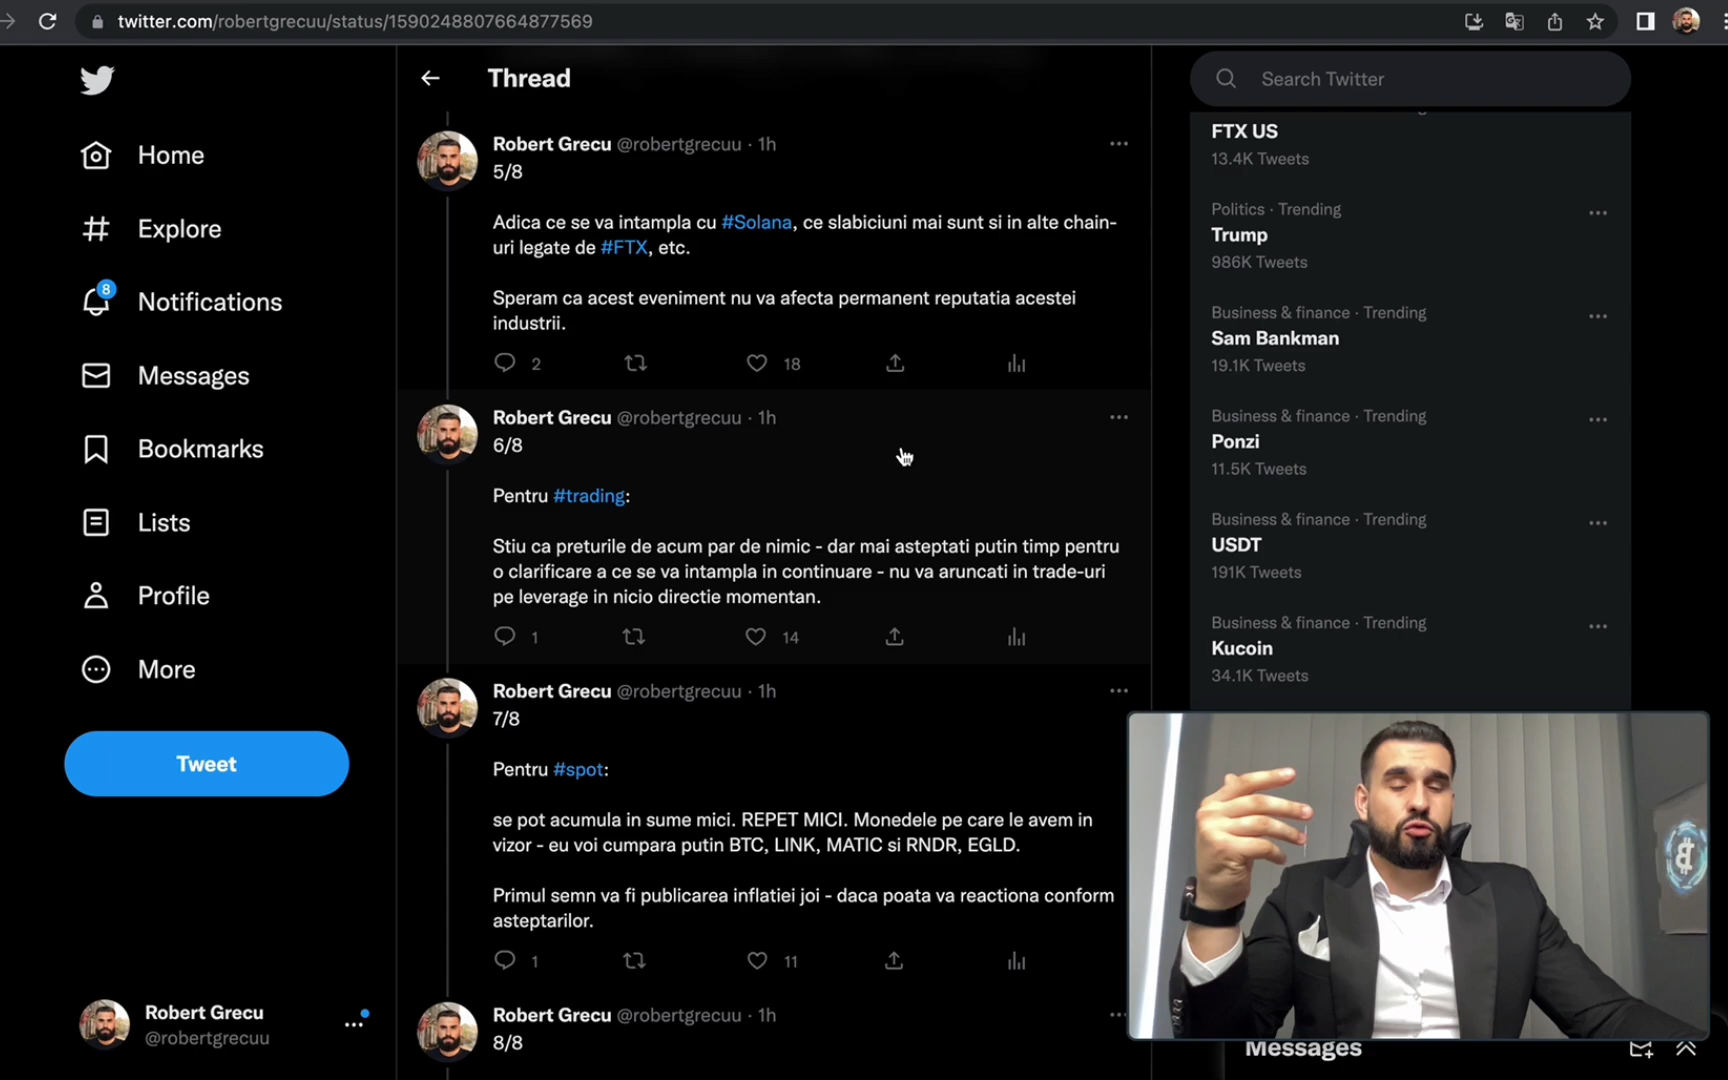 twitter.com/robertgrecuu/status/1590248807664877569
Home
Explore
8
Notifications
Messages
Bookmarks
Lists
Profile
More
Tweet
Robert Grecu
@robertgrecuu
Thread
Robert Grecu @robertgrecuu · 1h
5/8
Adica ce se va intampla cu #Solana, ce slabiciuni mai sunt si in alte chain-
uri legate de #FTX, etc.
Speram ca acest eveniment nu va afecta permanent reputatia acestei
industrii.
2 18
Robert Grecu @robertgrecuu · 1h
6/8
Pentru #trading:
Stiu ca preturile de acum par de nimic - dar mai asteptati putin timp pentru
o clarificare a ce se va intampla in continuare - nu va aruncati in trade-uri
pe leverage in nicio directie momentan.
1 14
Robert Grecu @robertgrecuu · 1h
7/8
Pentru #spot:
se pot acumula in sume mici. REPET MICI. Monedele pe care le avem in
vizor - eu voi cumpara putin BTC, LINK, MATIC si RNDR, EGLD.
Primul semn va fi publicarea inflatiei joi - daca poata va reactiona conform
asteptarilor.
1 11
Robert Grecu @robertgrecuu · 1h
8/8
Search Twitter
FTX US
13.4K Tweets
Politics · Trending
Trump
986K Tweets
Business & finance · Trending
Sam Bankman
19.1K Tweets
Business & finance · Trending
Ponzi
11.5K Tweets
Business & finance · Trending
USDT
191K Tweets
Business & finance · Trending
Kucoin
34.1K Tweets
Messages